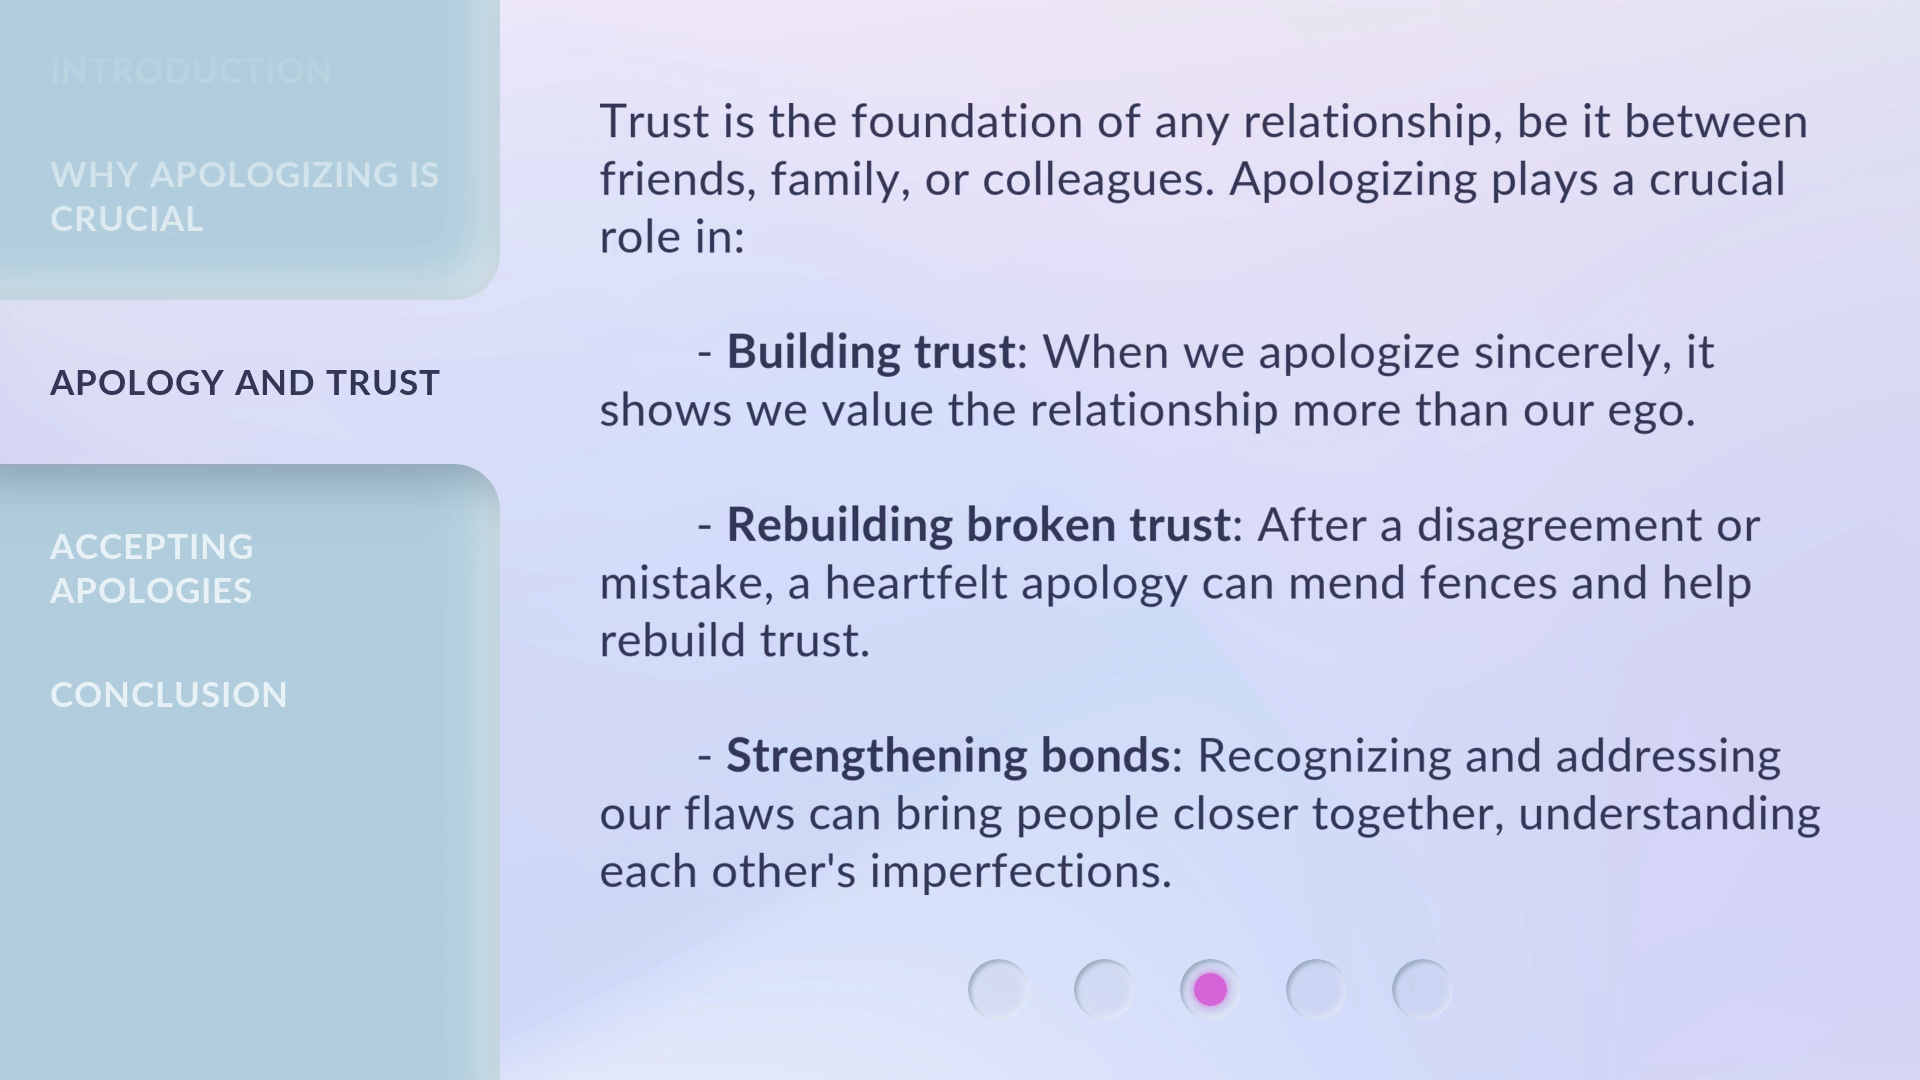 INTRODUCTION
WHY APOLOGIZING IS
CRUCIAL
APOLOGY AND TRUST
ACCEPTING
APOLOGIES
CONCLUSION
Trust is the foundation of any relationship, be it between
friends, family, or colleagues. Apologizing plays a crucial
role in:
- Building trust: When we apologize sincerely, it
shows we value the relationship more than our ego.
- Rebuilding broken trust: After a disagreement or
mistake, a heartfelt apology can mend fences and help
rebuild trust.
- Strengthening bonds: Recognizing and addressing
our flaws can bring people closer together, understanding
each other's imperfections.